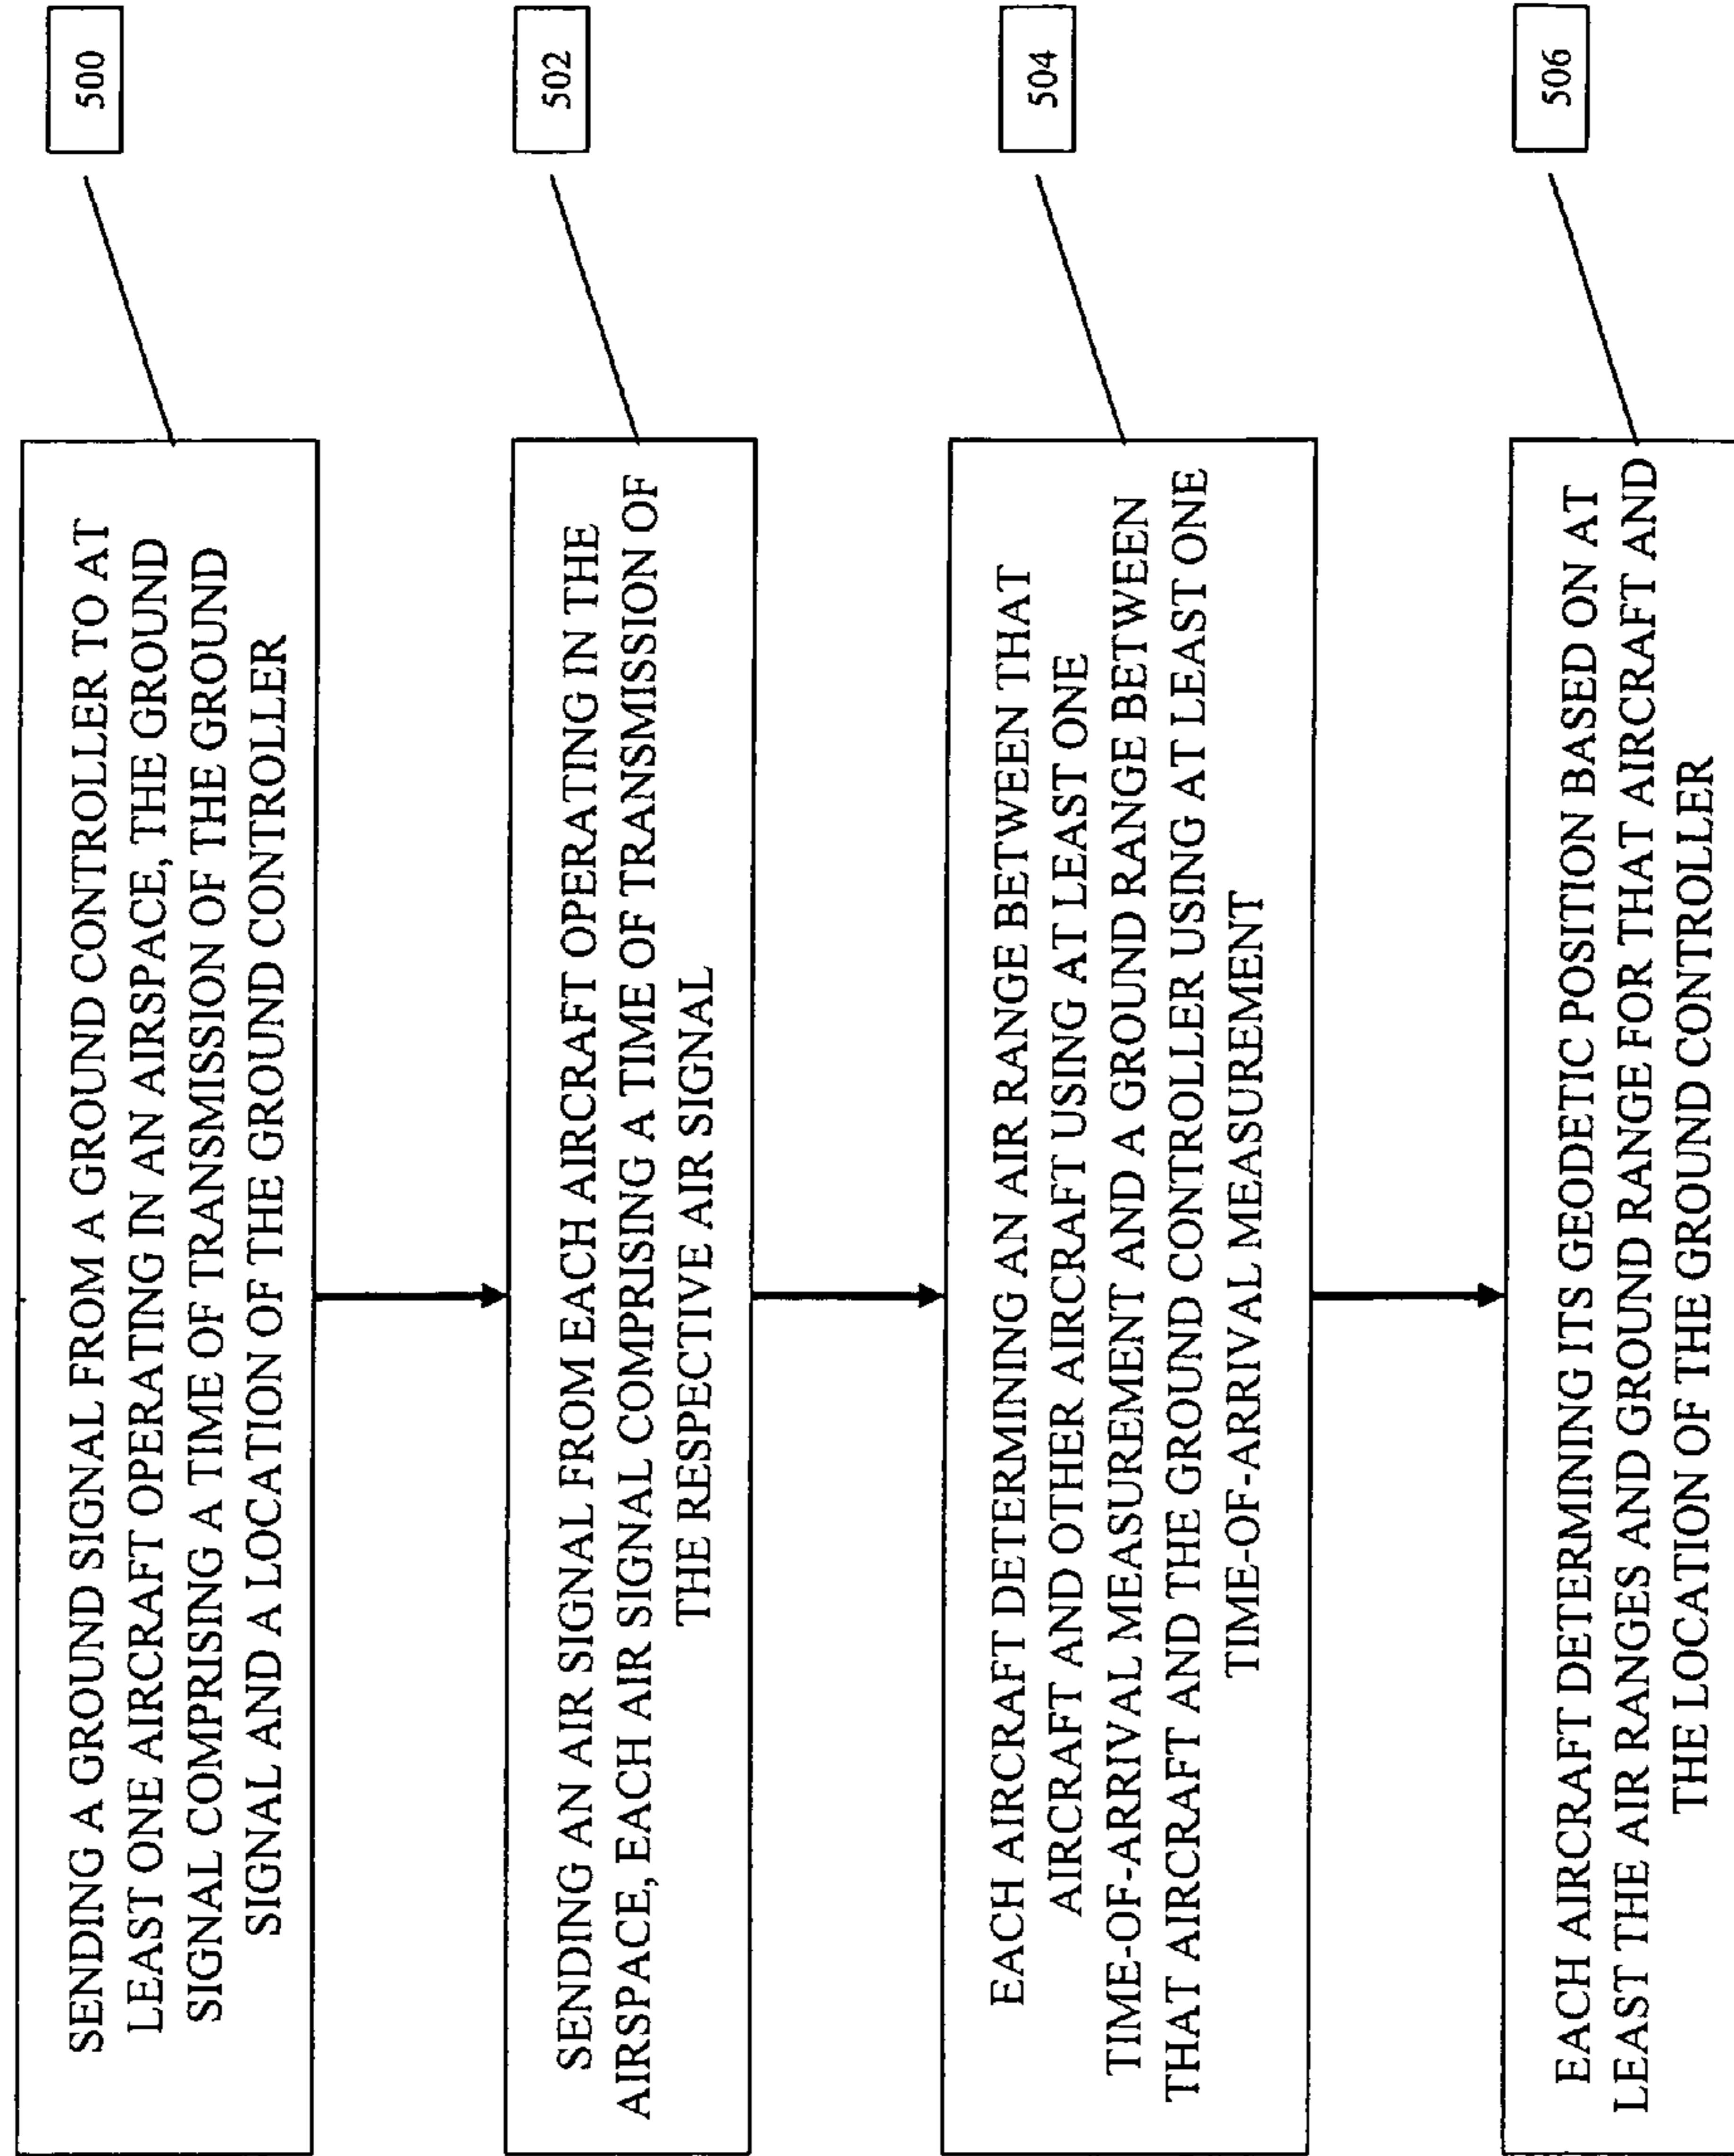 SENDING A GROUND SIGNAL FROM A GROUND CONTROLLER TO AT
LEAST ONE AIRCRAFT OPERATING IN AN AIRSPACE, THE GROUND
SIGNAL COMPRISING A TIME OF TRANSMISSION OF THE GROUND
SIGNAL AND A LOCATION OF THE GROUND CONTROLLER
500
SENDING AN AIR SIGNAL FROM EACH AIRCRAFT OPERATING IN THE
AIRSPACE, EACH AIR SIGNAL COMPRISING A TIME OF TRANSMISSION OF
THE RESPECTIVE AIR SIGNAL
502
EACH AIRCRAFT DETERMINING AN AIR RANGE BETWEEN THAT
AIRCRAFT AND OTHER AIRCRAFT USING AT LEAST ONE
TIME-OF-ARRIVAL MEASUREMENT AND A GROUND RANGE BETWEEN
THAT AIRCRAFT AND THE GROUND CONTROLLER USING AT LEAST ONE
TIME-OF-ARRIVAL MEASUREMENT
504
EACH AIRCRAFT DETERMINING ITS GEODETIC POSITION BASED ON AT
LEAST THE AIR RANGES AND GROUND RANGE FOR THAT AIRCRAFT AND
THE LOCATION OF THE GROUND CONTROLLER
506